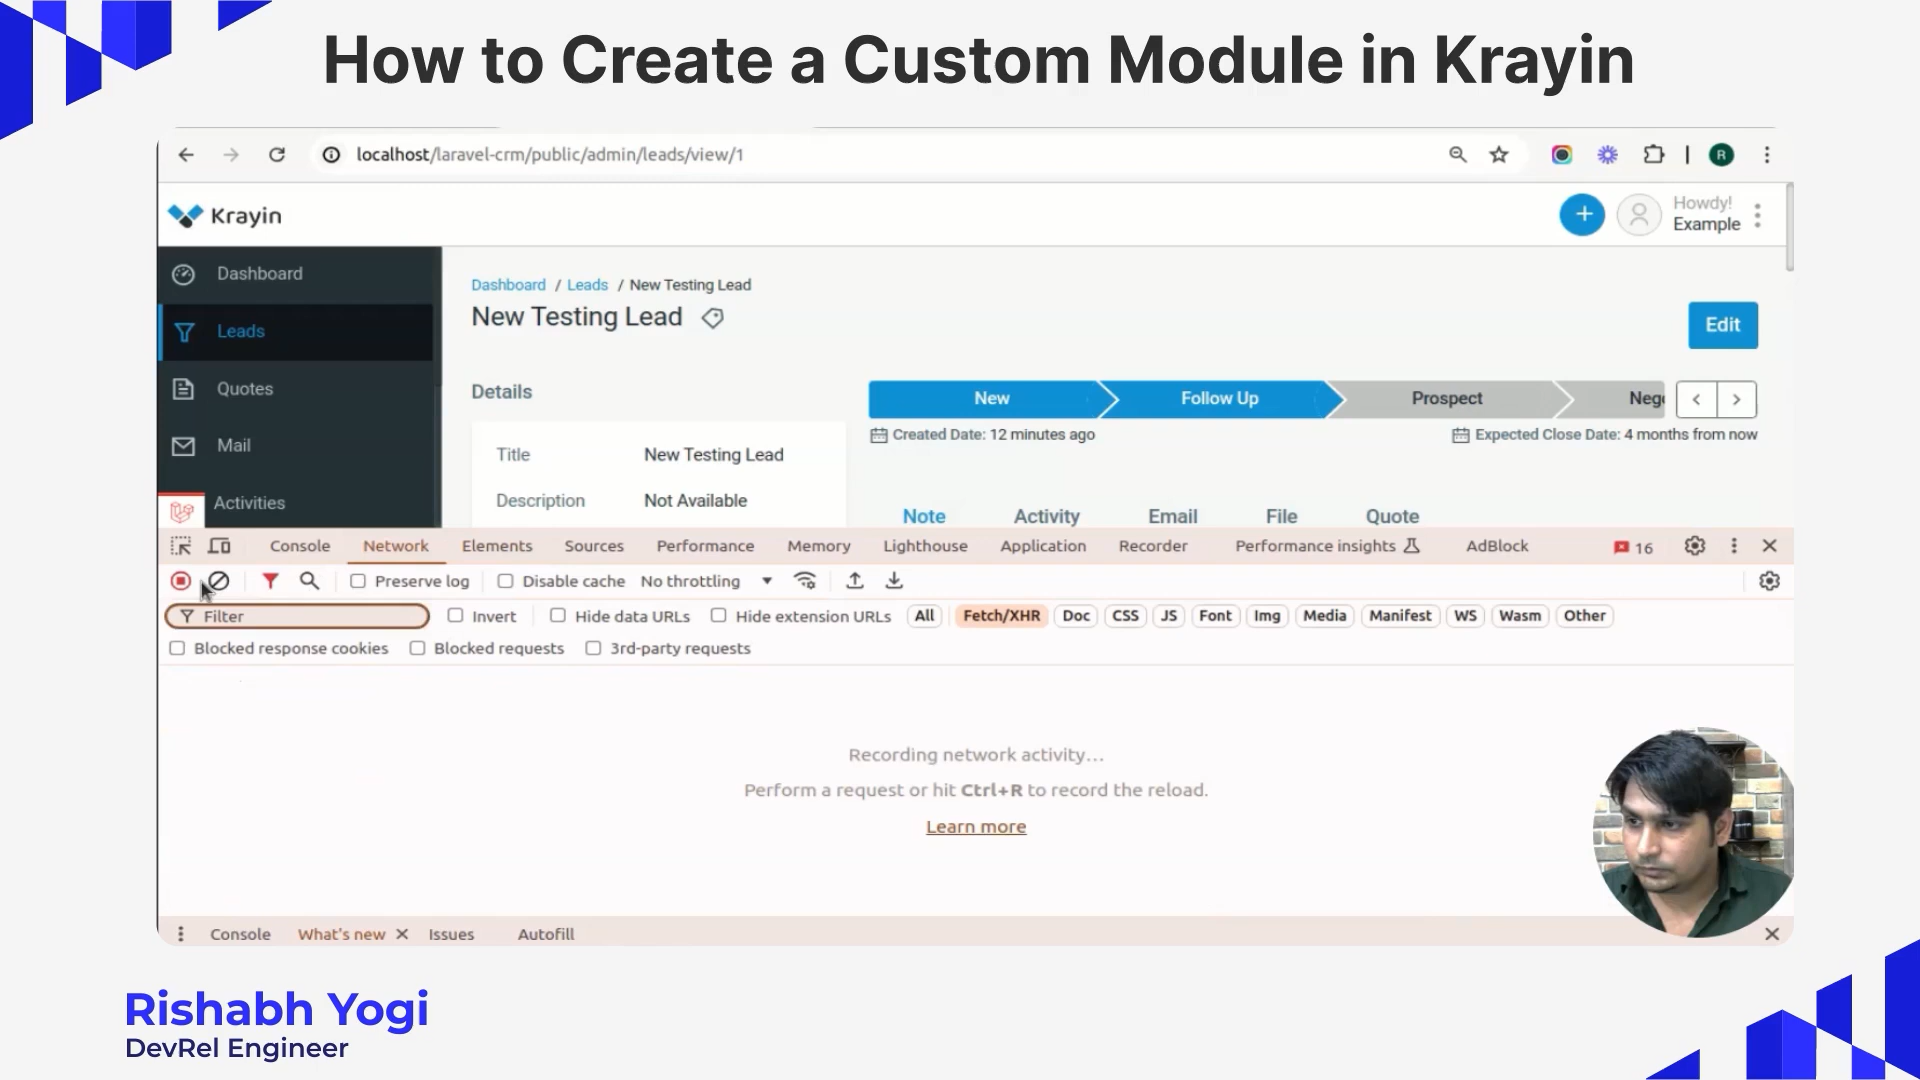 How to Create a Custom Module in Krayin
localhost/laravel-crm/public/admin/leads/view/1
R
Krayin
+
Howdy!
Example
Dashboard
Leads
Quotes
Mail
Activities
Dashboard / Leads / New Testing Lead
New Testing Lead
Edit
Details
New Follow Up Prospect Neg
Created Date: 12 minutes ago
Expected Close Date: 4 months from now
Title New Testing Lead
Description Not Available
Note Activity Email File Quote
Console Network Elements Sources Performance Memory Lighthouse Application Recorder Performance insights AdBlock 16
Preserve log Disable cache No throttling
Filter Invert Hide data URLs Hide extension URLs All Fetch/XHR Doc CSS JS Font Img Media Manifest WS Wasm Other
Blocked response cookies Blocked requests 3rd-party requests
Recording network activity...
Perform a request or hit Ctrl+R to record the reload.
Learn more
Console What's new Issues Autofill
Rishabh Yogi
DevRel Engineer